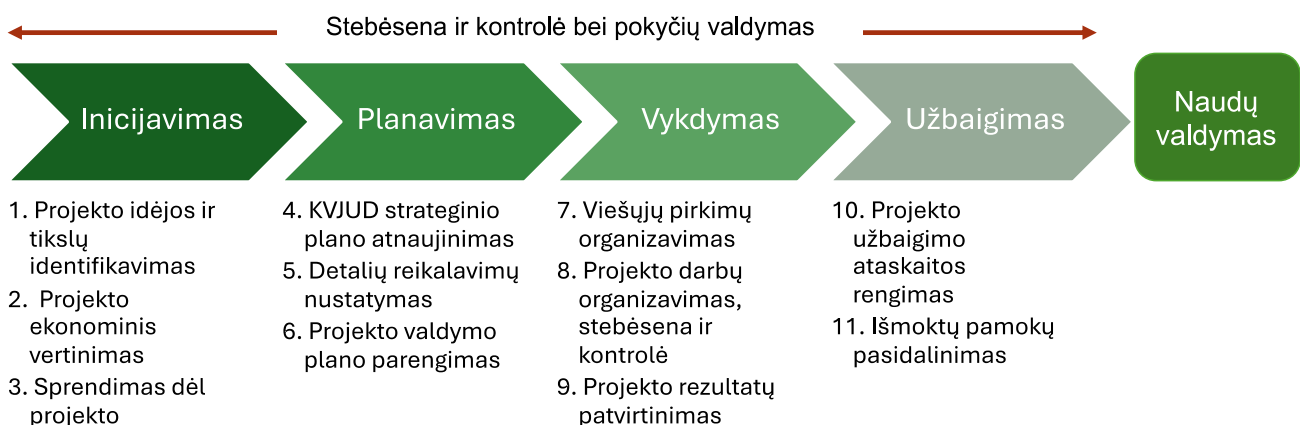 Stebėsena ir kontrolė bei pokyčių valdymas
Inicijavimas
Planavimas
Vykdymas
Užbaigimas
Naudų
valdymas
1. Projekto idėjos ir
tikslų
identifikavimas
2. Projekto
ekonominis
vertinimas
3. Sprendimas dėl
projekto
4. KVJUD strateginio
plano atnaujinimas
5. Detalių reikalavimų
nustatymas
6. Projekto valdymo
plano parengimas
7. Viešųjų pirkimų
organizavimas
8. Projekto darbų
organizavimas,
stebėsena ir
kontrolė
9. Projekto rezultatų
patvirtinimas
10. Projekto
užbaigimo
ataskaitos
rengimas
11. Išmoktų pamokų
pasidalinimas